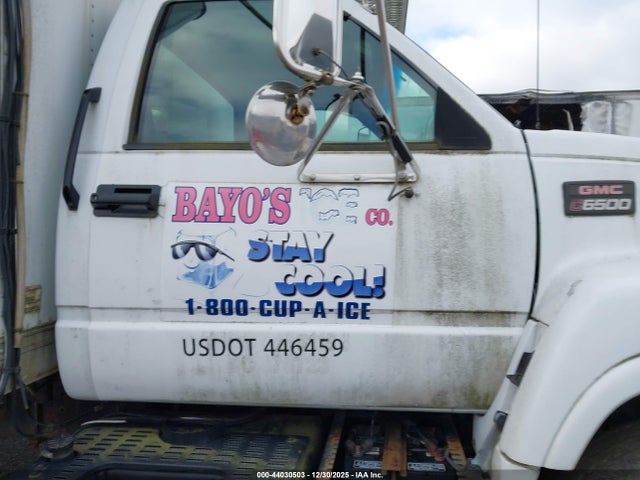 BAYO'S ICE CO.
STAY
COOL!
1-800-CUP-A-ICE
USDOT 446459
GMC
C6500
000-44030503 - 12/30/2025 - IAA Inc.